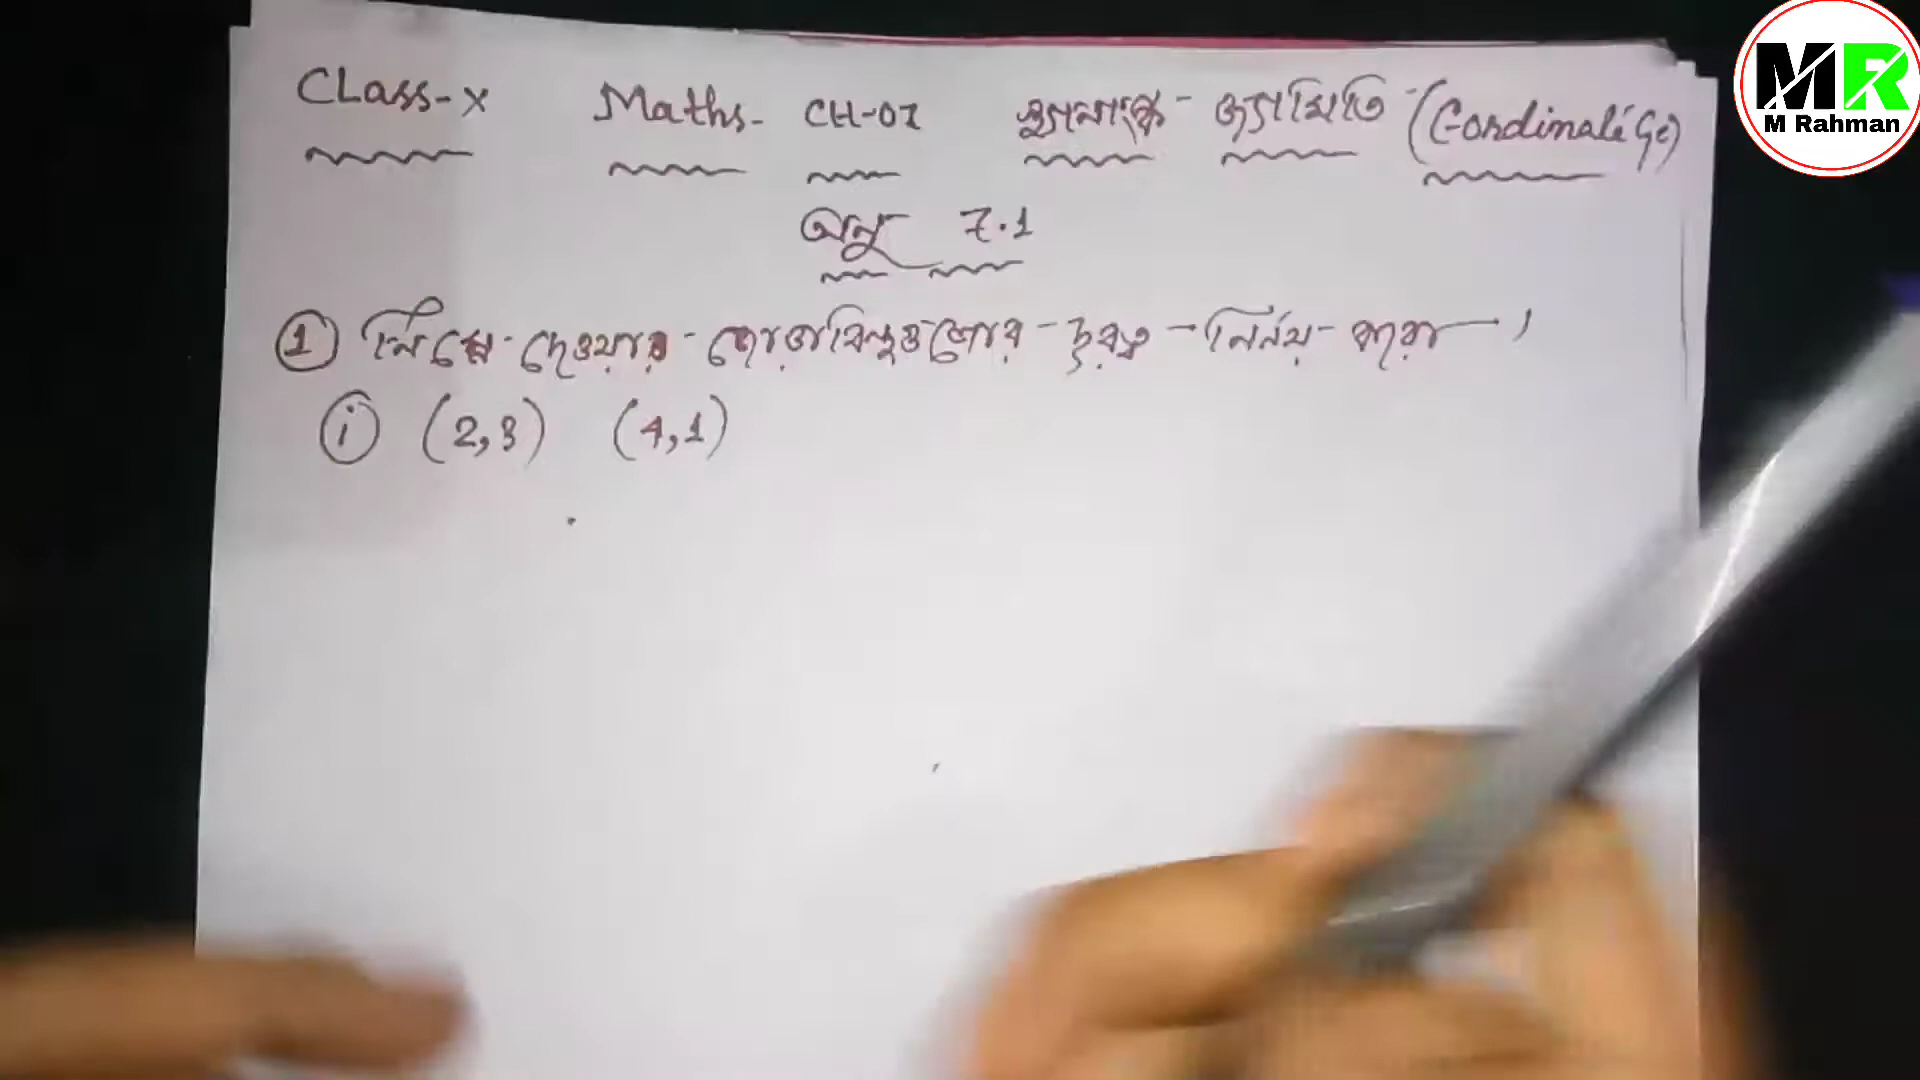 Class-X Maths- CH-07 স্থানাংক- জ্যামিতি-(Cordinate Ge)
অনু 7.1
① নিম্নে- দেওয়ার- জোড়াবিন্দুগুলোর- দূরত্ব - নির্ণয়- করো ।
ⓘ (2,3) (4,1)
MR
M Rahman